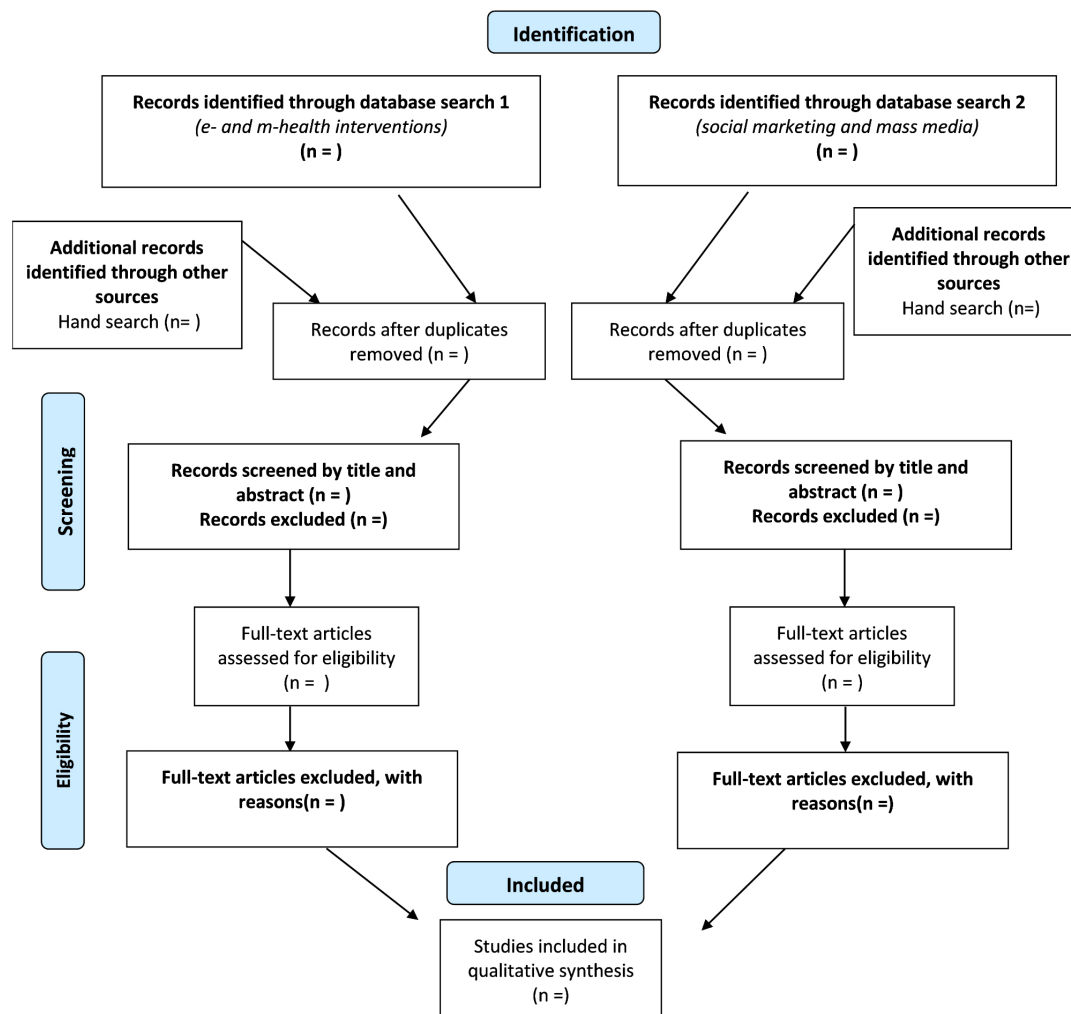 Identification
Records identified through database search 1
(e- and m-health interventions)
(n = )
Records identified through database search 2
(social marketing and mass media)
(n = )
Additional records
identified through other
sources
Hand search (n= )
Additional records
identified through other
sources
Hand search (n=)
Records after duplicates
removed (n = )
Records after duplicates
removed (n = )
Screening
Records screened by title and
abstract (n = )
Records excluded (n =)
Records screened by title and
abstract (n = )
Records excluded (n =)
Eligibility
Full-text articles
assessed for eligibility
(n =  )
Full-text articles
assessed for eligibility
(n = )
Full-text articles excluded, with
reasons(n = )
Full-text articles excluded, with
reasons(n =)
Included
Studies included in
qualitative synthesis
(n =)